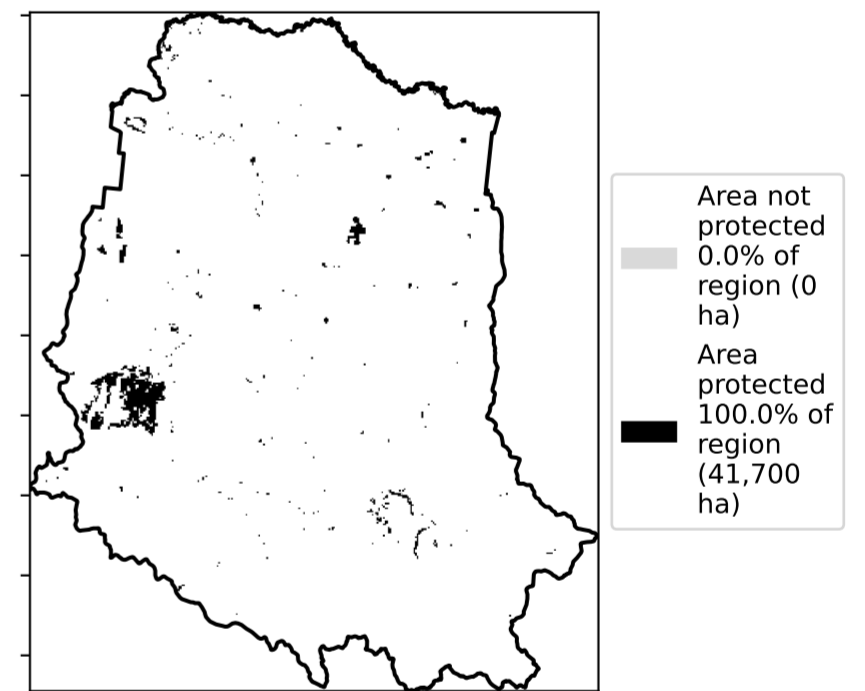 Area not
protected
0.0% of
region (0
ha)
Area
protected
100.0% of
region
(41,700
ha)